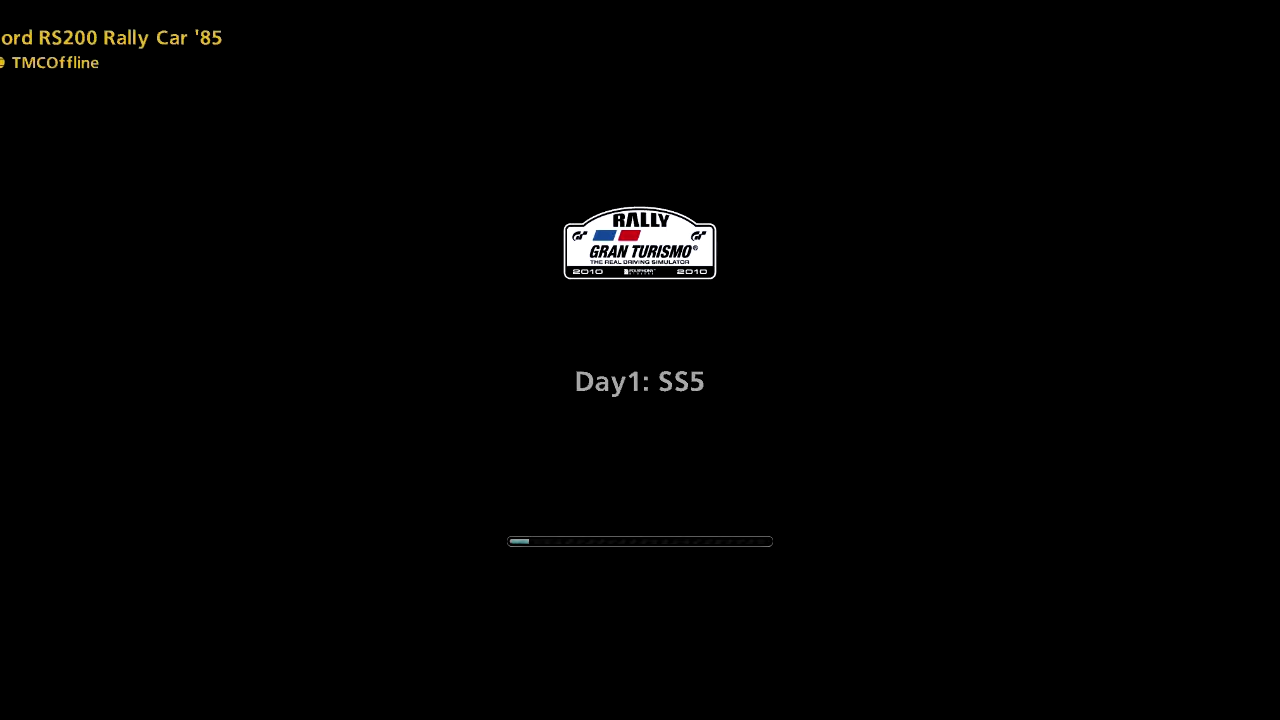 ord RS200 Rally Car '85
TMCOffline
RALLY
GRAN TURISMO®
THE REAL DRIVING SIMULATOR
2010 2010
Day1: SS5